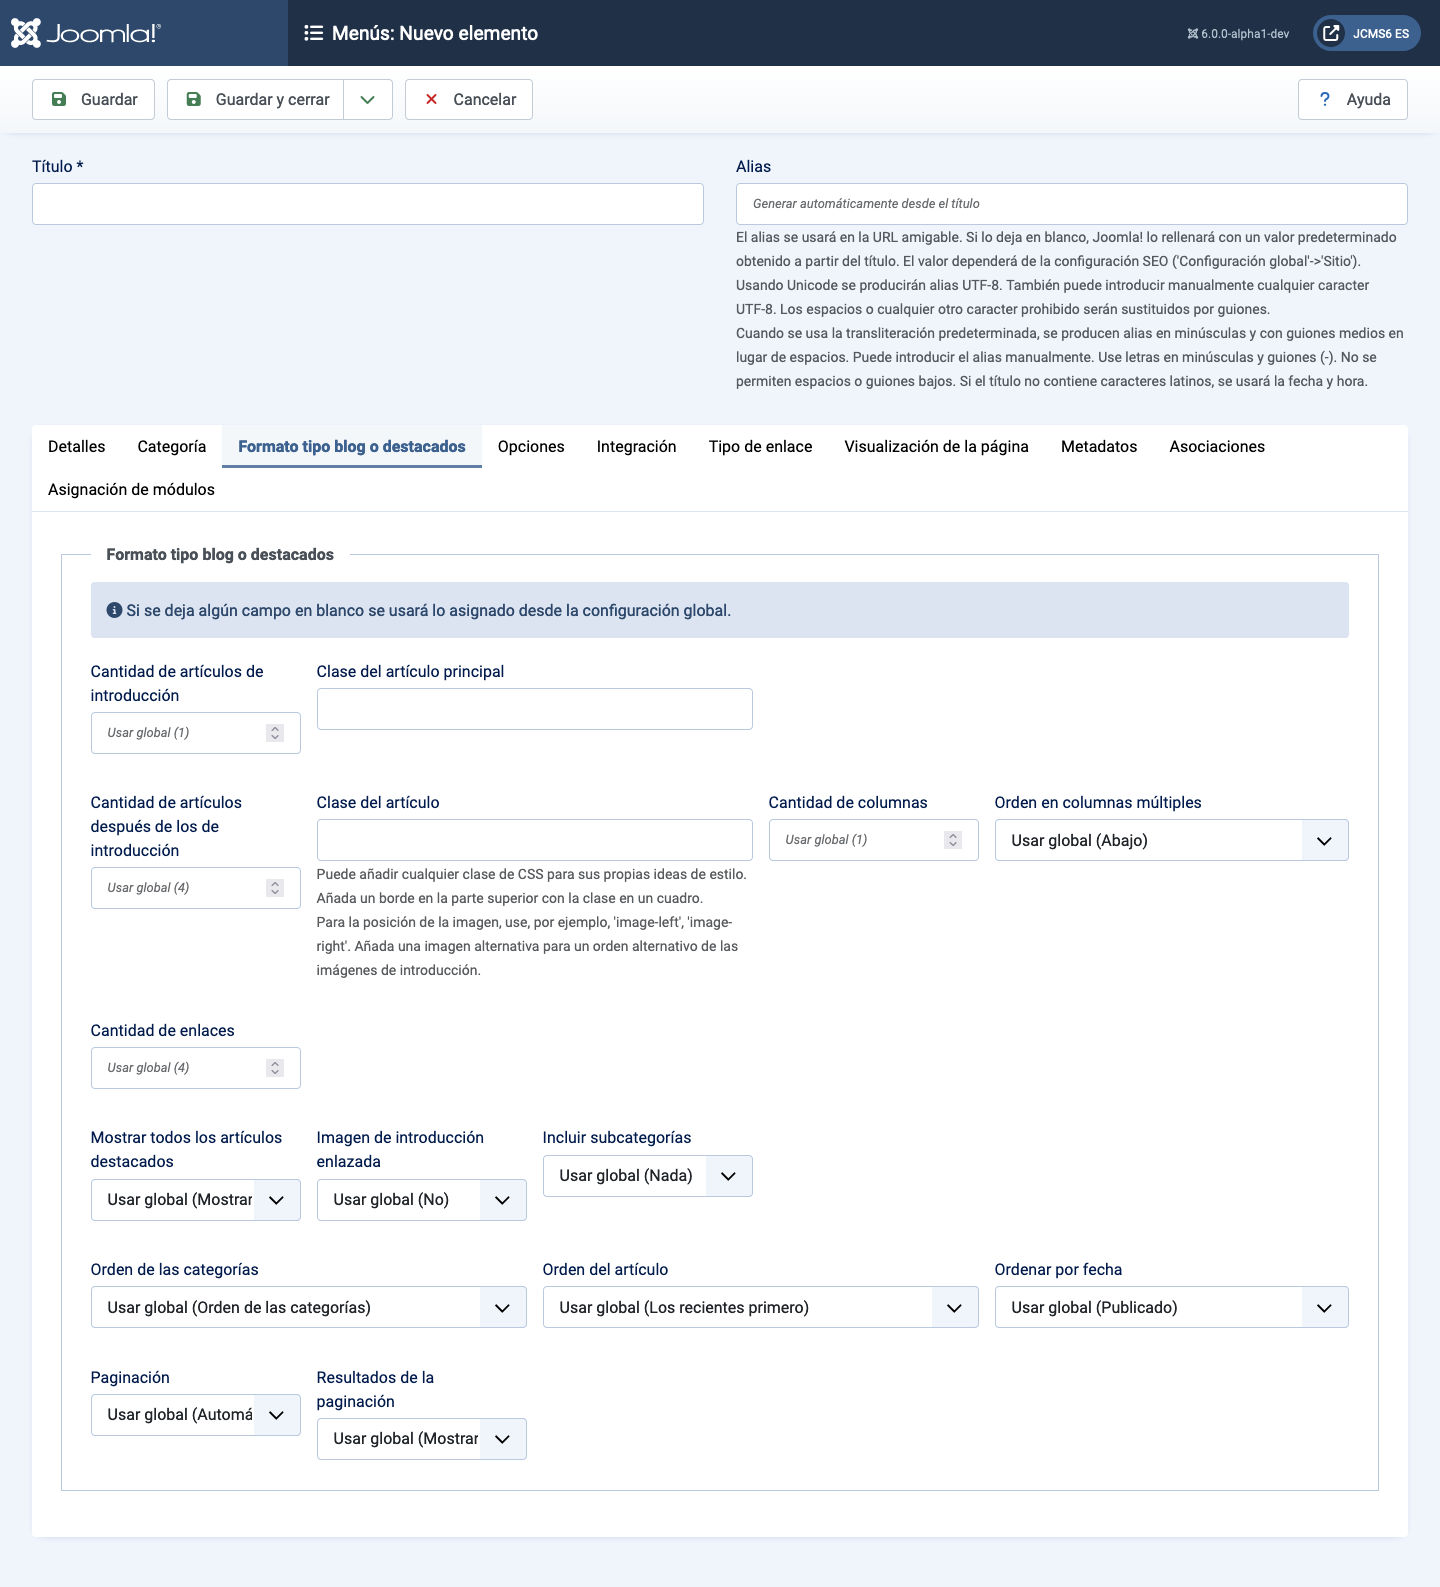 Joomla!®
Menús: Nuevo elemento
6.0.0-alpha1-dev
JCMS6 ES
Guardar
Guardar y cerrar
Cancelar
? Ayuda
Título *
Alias
Generar automáticamente desde el título
El alias se usará en la URL amigable. Si lo deja en blanco, Joomla! lo rellenará con un valor predeterminado
obtenido a partir del título. El valor dependerá de la configuración SEO ('Configuración global'->'Sitio').
Usando Unicode se producirán alias UTF-8. También puede introducir manualmente cualquier caracter
UTF-8. Los espacios o cualquier otro caracter prohibido serán sustituidos por guiones.
Cuando se usa la transliteración predeterminada, se producen alias en minúsculas y con guiones medios en
lugar de espacios. Puede introducir el alias manualmente. Use letras en minúsculas y guiones (-). No se
permiten espacios o guiones bajos. Si el título no contiene caracteres latinos, se usará la fecha y hora.
Detalles
Categoría
Formato tipo blog o destacados
Opciones
Integración
Tipo de enlace
Visualización de la página
Metadatos
Asociaciones
Asignación de módulos
Formato tipo blog o destacados
Si se deja algún campo en blanco se usará lo asignado desde la configuración global.
Cantidad de artículos de
introducción
Usar global (1)
Clase del artículo principal
Cantidad de artículos
después de los de
introducción
Usar global (4)
Clase del artículo
Puede añadir cualquier clase de CSS para sus propias ideas de estilo.
Añada un borde en la parte superior con la clase en un cuadro.
Para la posición de la imagen, use, por ejemplo, 'image-left', 'image-
right'. Añada una imagen alternativa para un orden alternativo de las
imágenes de introducción.
Cantidad de columnas
Usar global (1)
Orden en columnas múltiples
Usar global (Abajo)
Cantidad de enlaces
Usar global (4)
Mostrar todos los artículos
destacados
Usar global (Mostrar
Imagen de introducción
enlazada
Usar global (No)
Incluir subcategorías
Usar global (Nada)
Orden de las categorías
Usar global (Orden de las categorías)
Orden del artículo
Usar global (Los recientes primero)
Ordenar por fecha
Usar global (Publicado)
Paginación
Usar global (Automá
Resultados de la
paginación
Usar global (Mostrar